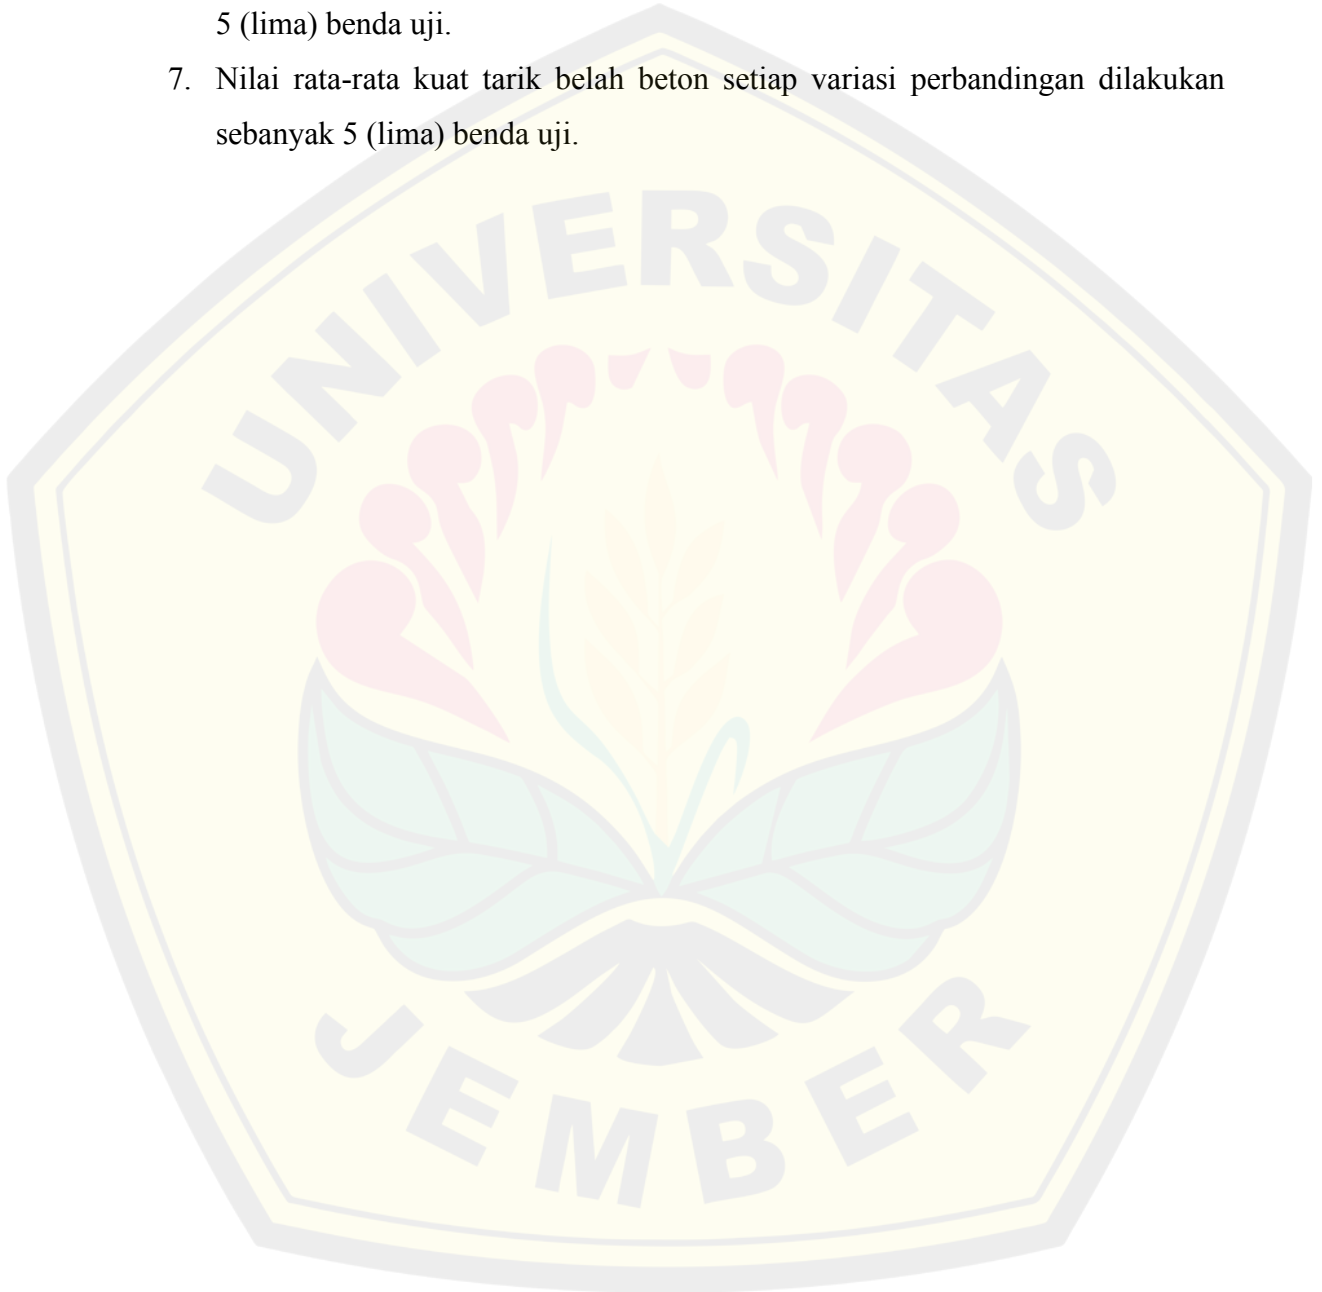 5 (lima) benda uji.
7. Nilai rata-rata kuat tarik belah beton setiap variasi perbandingan dilakukan
sebanyak 5 (lima) benda uji.
UNIVERSITAS
JEMBER